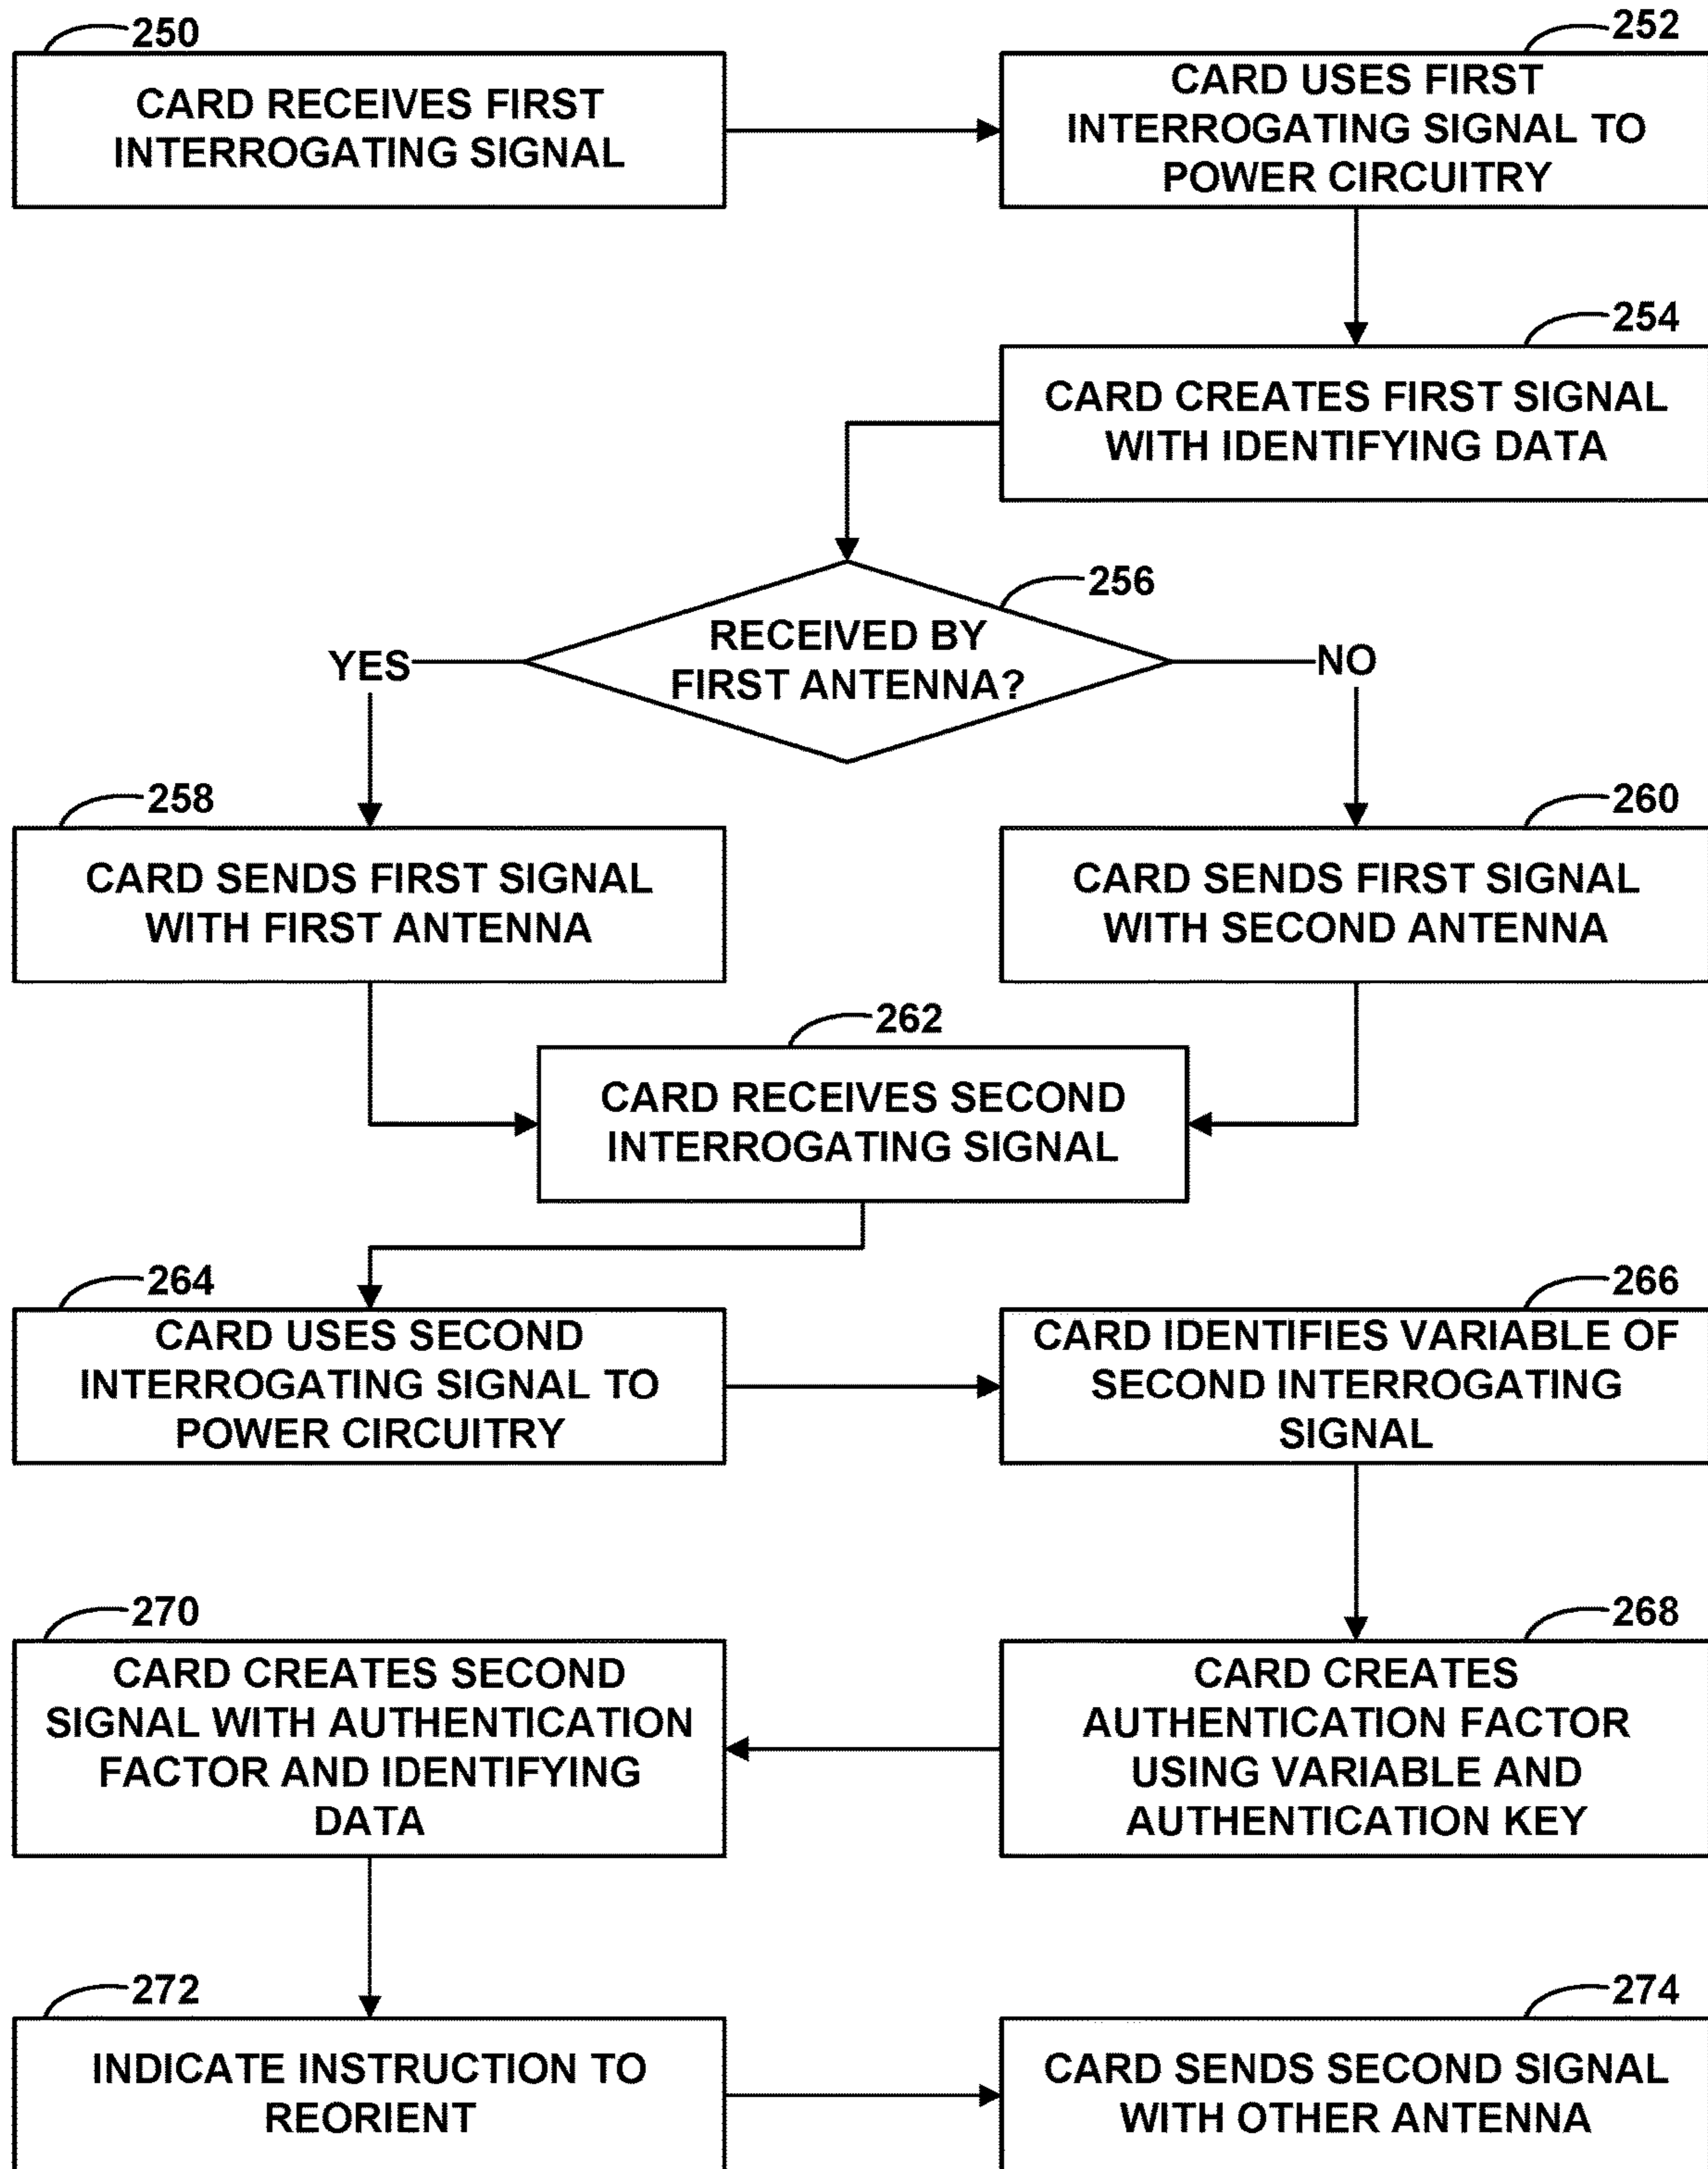 250
CARD RECEIVES FIRST
INTERROGATING SIGNAL
252
CARD USES FIRST
INTERROGATING SIGNAL TO
POWER CIRCUITRY
254
CARD CREATES FIRST SIGNAL
WITH IDENTIFYING DATA
256
RECEIVED BY
FIRST ANTENNA?
YES
NO
258
CARD SENDS FIRST SIGNAL
WITH FIRST ANTENNA
260
CARD SENDS FIRST SIGNAL
WITH SECOND ANTENNA
262
CARD RECEIVES SECOND
INTERROGATING SIGNAL
264
CARD USES SECOND
INTERROGATING SIGNAL TO
POWER CIRCUITRY
266
CARD IDENTIFIES VARIABLE OF
SECOND INTERROGATING
SIGNAL
268
CARD CREATES
AUTHENTICATION FACTOR
USING VARIABLE AND
AUTHENTICATION KEY
270
CARD CREATES SECOND
SIGNAL WITH AUTHENTICATION
FACTOR AND IDENTIFYING
DATA
272
INDICATE INSTRUCTION TO
REORIENT
274
CARD SENDS SECOND SIGNAL
WITH OTHER ANTENNA